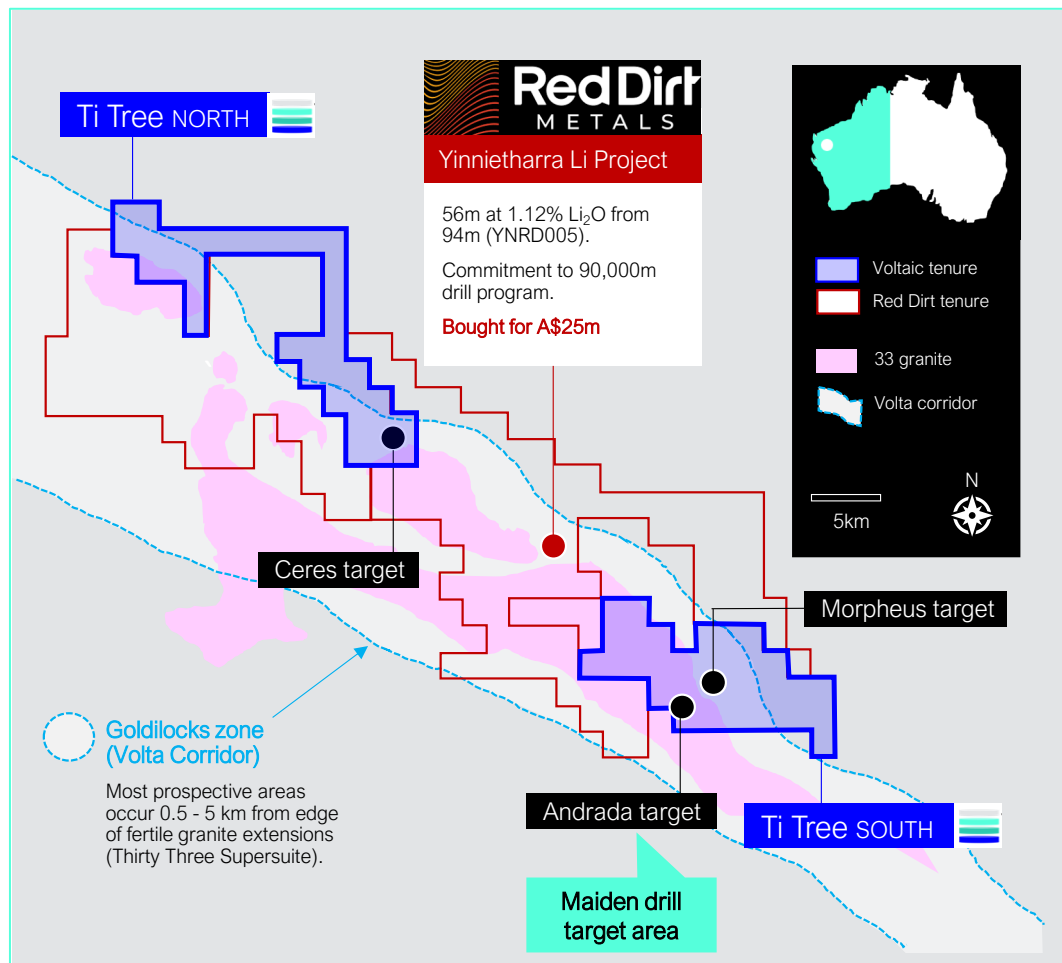 Ti Tree NORTH
Red Dirt
METALS
Yinnietharra Li Project
56m at 1.12% Li₂O from
94m (YNRD005).
Commitment to 90,000m
drill program.
Bought for A$25m
Voltaic tenure
Red Dirt tenure
33 granite
Volta corridor
N
5km
Ceres target
Morpheus target
Goldilocks zone
(Volta Corridor)
Most prospective areas
occur 0.5 - 5 km from edge
of fertile granite extensions
(Thirty Three Supersuite).
Andrada target
Ti Tree SOUTH
Maiden drill
target area